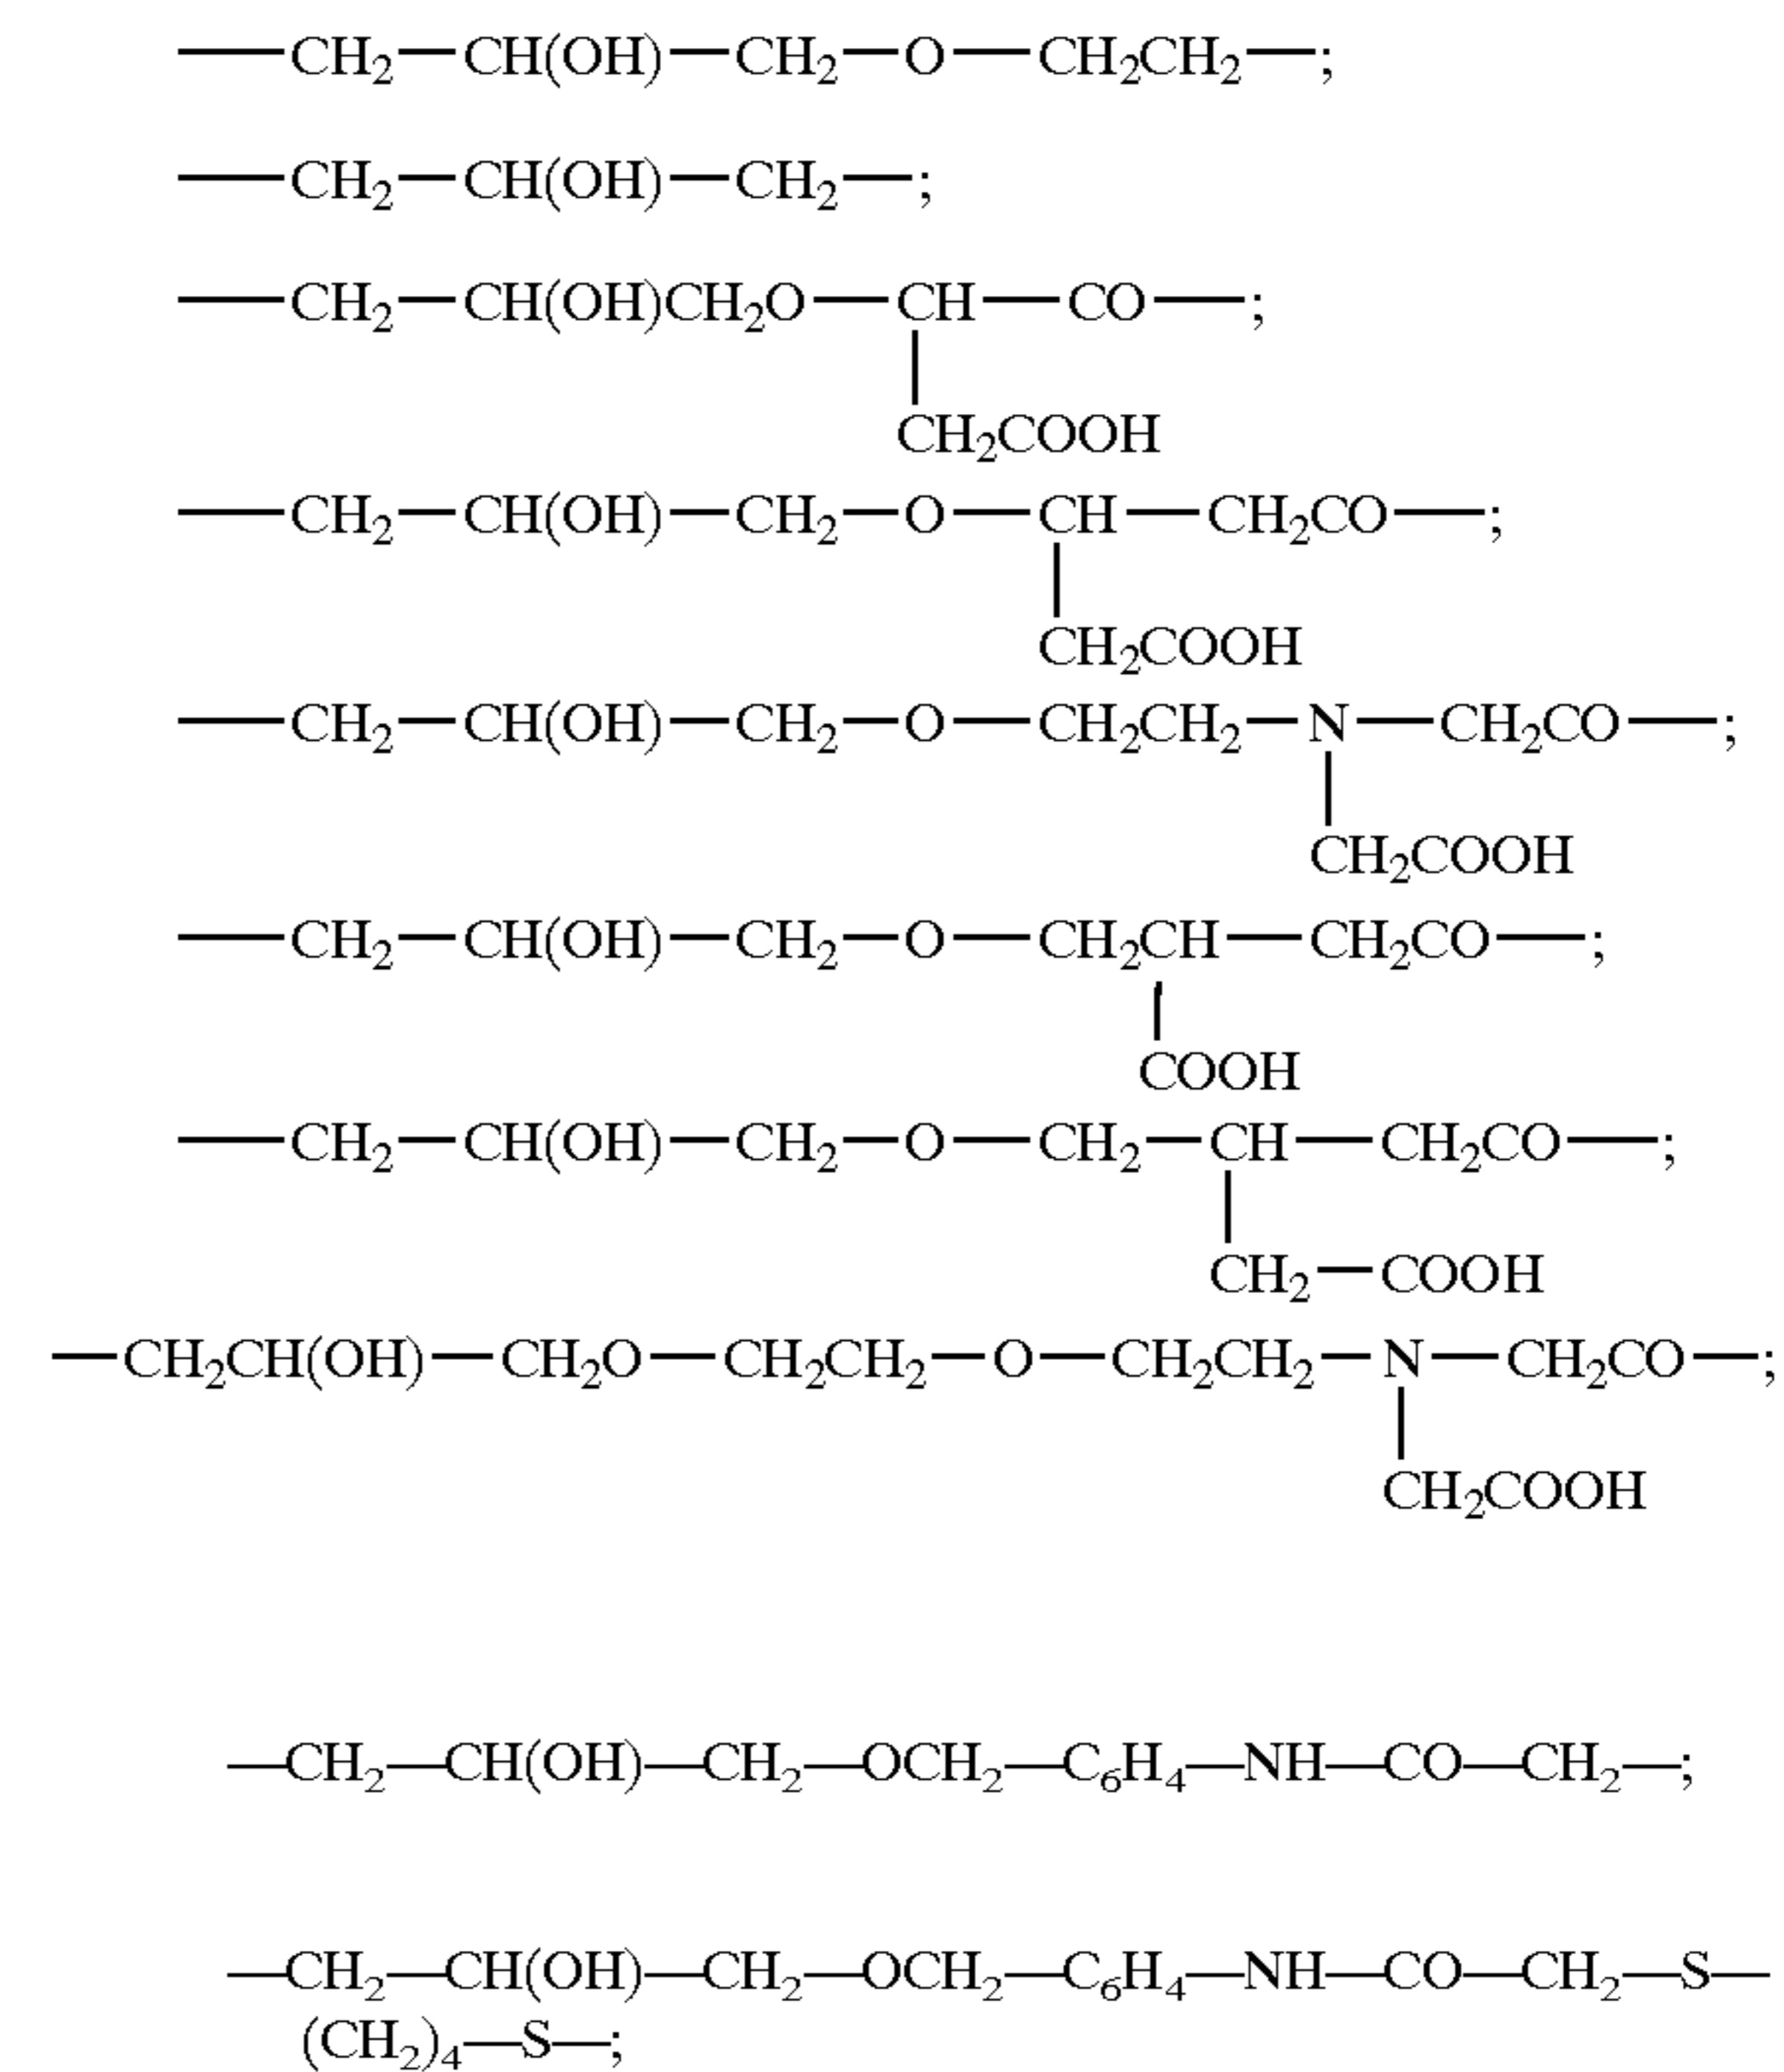 —CH₂—CH(OH)—CH₂—O—CH₂CH₂—;
—CH₂—CH(OH)—CH₂—;
—CH₂—CH(OH)CH₂O—CH—CO—;
CH₂COOH
—CH₂—CH(OH)—CH₂—O—CH—CH₂CO—;
CH₂COOH
—CH₂—CH(OH)—CH₂—O—CH₂CH₂—N—CH₂CO—;
CH₂COOH
—CH₂—CH(OH)—CH₂—O—CH₂CH—CH₂CO—;
COOH
—CH₂—CH(OH)—CH₂—O—CH₂—CH—CH₂CO—;
CH₂—COOH
—CH₂CH(OH)—CH₂O—CH₂CH₂—O—CH₂CH₂—N—CH₂CO—;
CH₂COOH
—CH₂—CH(OH)—CH₂—OCH₂—C₆H₄—NH—CO—CH₂—;
—CH₂—CH(OH)—CH₂—OCH₂—C₆H₄—NH—CO—CH₂—S—
(CH₂)₄—S—;